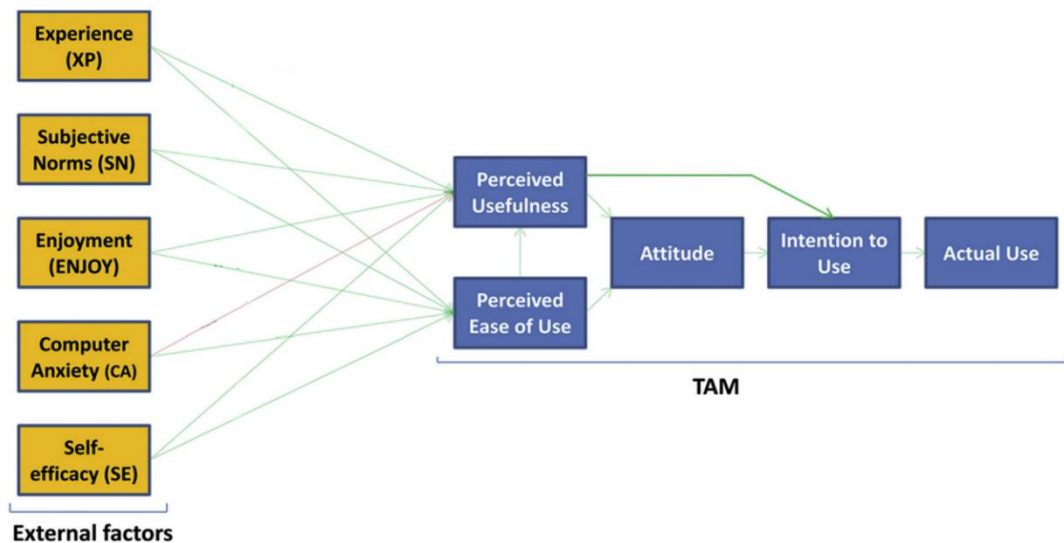 Experience
(XP)
Subjective
Norms (SN)
Enjoyment
(ENJOY)
Computer
Anxiety (CA)
Self-
efficacy (SE)
External factors
Perceived
Usefulness
Perceived
Ease of Use
Attitude
Intention to
Use
Actual Use
TAM